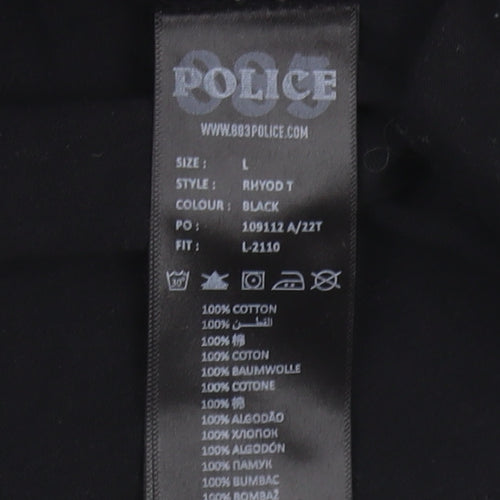 883
POLICE
WWW.883POLICE.COM
SIZE : L
STYLE : RHYOD T
COLOUR : BLACK
PO : 109112 A/22T
FIT : L-2110
30°
100% COTTON
100% القطن
100% 棉
100% COTON
100% BAUMWOLLE
100% COTONE
100% 棉
100% ALGODÃO
100% ХЛОПОК
100% ALGODÓN
100% ПАМУК
100% BUMBAC
100% BOMBAŻ